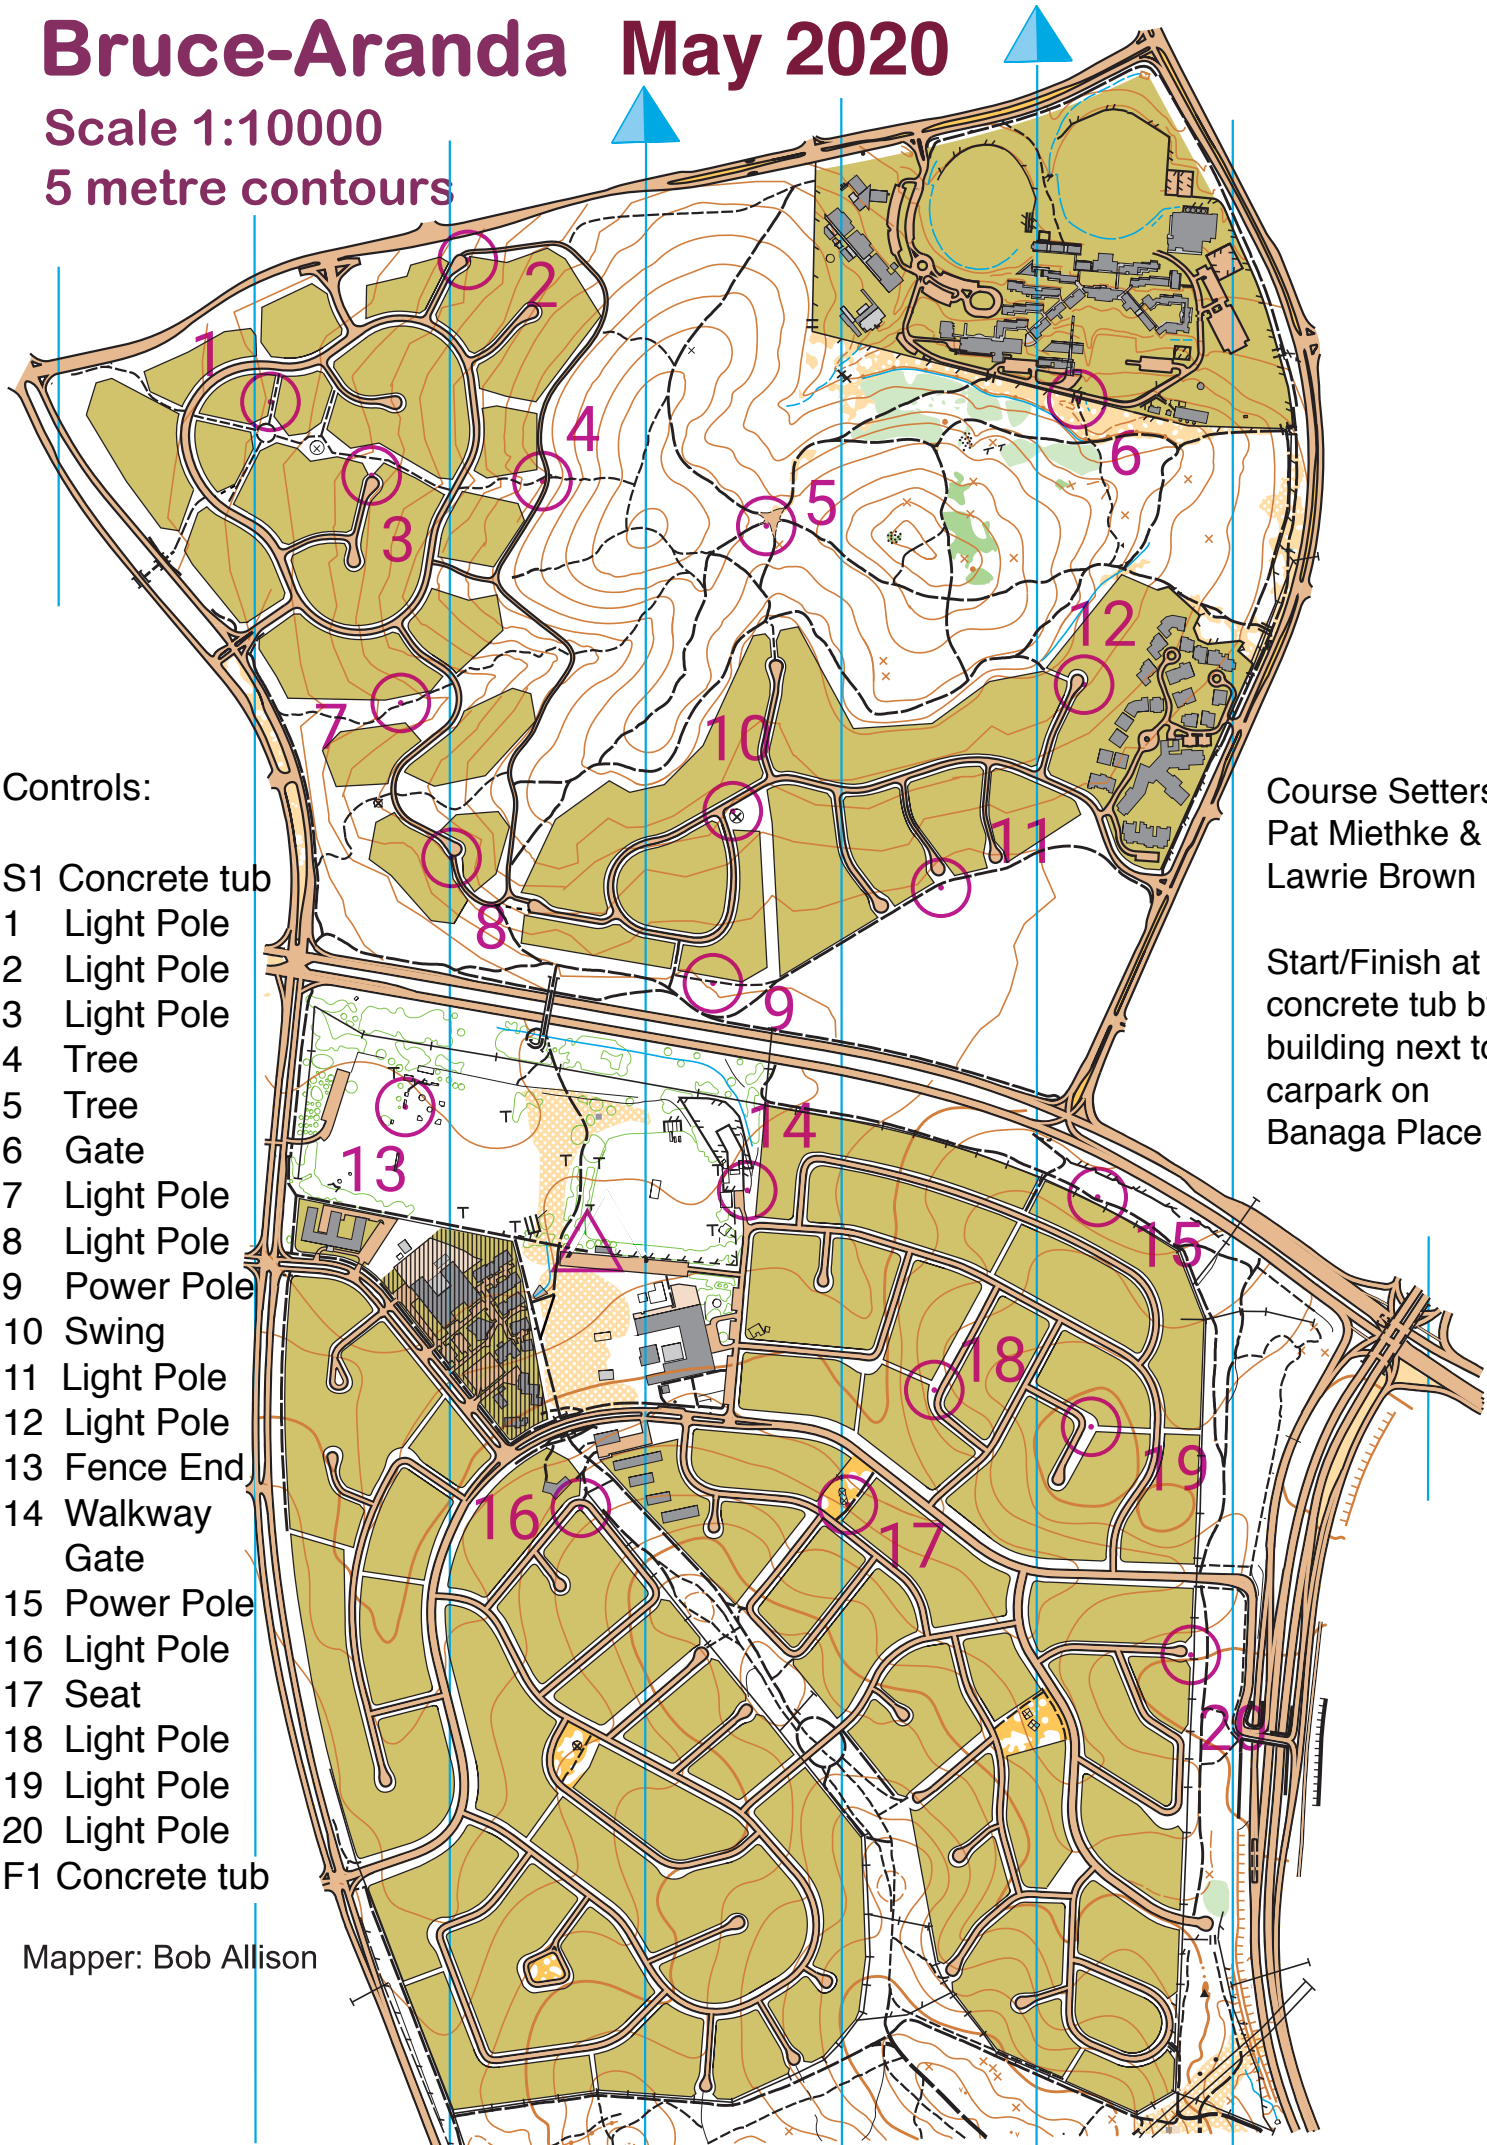 Bruce-Aranda May 2020
Scale 1:10000
5 metre contours
1
2
3
4
5
6
7
8
9
10
11
12
13
14
15
16
17
18
19
20
Controls:
S1 Concrete tub
1 Light Pole
2 Light Pole
3 Light Pole
4 Tree
5 Tree
6 Gate
7 Light Pole
8 Light Pole
9 Power Pole
10 Swing
11 Light Pole
12 Light Pole
13 Fence End
14 Walkway
Gate
15 Power Pole
16 Light Pole
17 Seat
18 Light Pole
19 Light Pole
20 Light Pole
F1 Concrete tub
Mapper: Bob Allison
Course Setters
Pat Miethke &
Lawrie Brown
Start/Finish at
concrete tub b
building next to
carpark on
Banaga Place